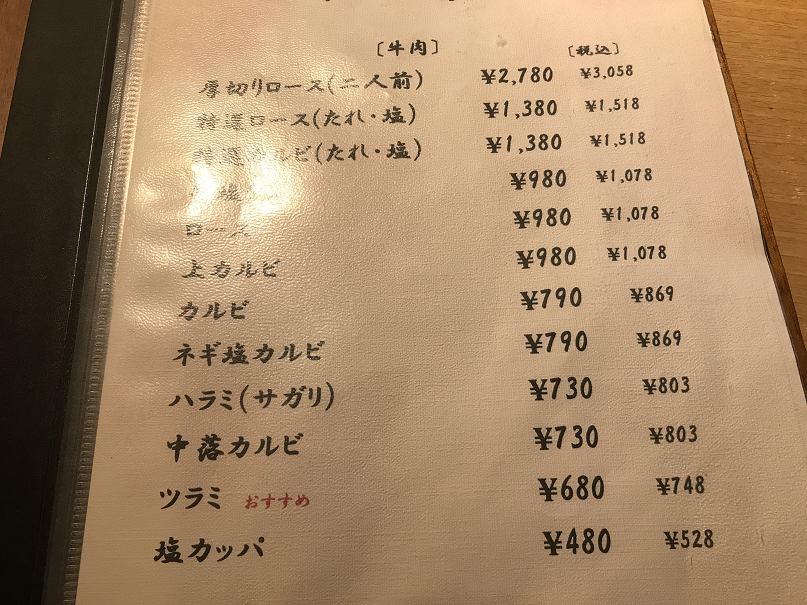 〔牛肉〕 〔税込〕
厚切りロース(二人前) ¥2,780 ¥3,058
特選ロース(たれ・塩) ¥1,380 ¥1,518
特選カルビ(たれ・塩) ¥1,380 ¥1,518
¥980 ¥1,078
ロース ¥980 ¥1,078
上カルビ ¥980 ¥1,078
カルビ ¥790 ¥869
ネギ塩カルビ ¥790 ¥869
ハラミ(サガリ) ¥730 ¥803
中落カルビ ¥730 ¥803
ツラミ おすすめ ¥680 ¥748
塩カッパ ¥480 ¥528